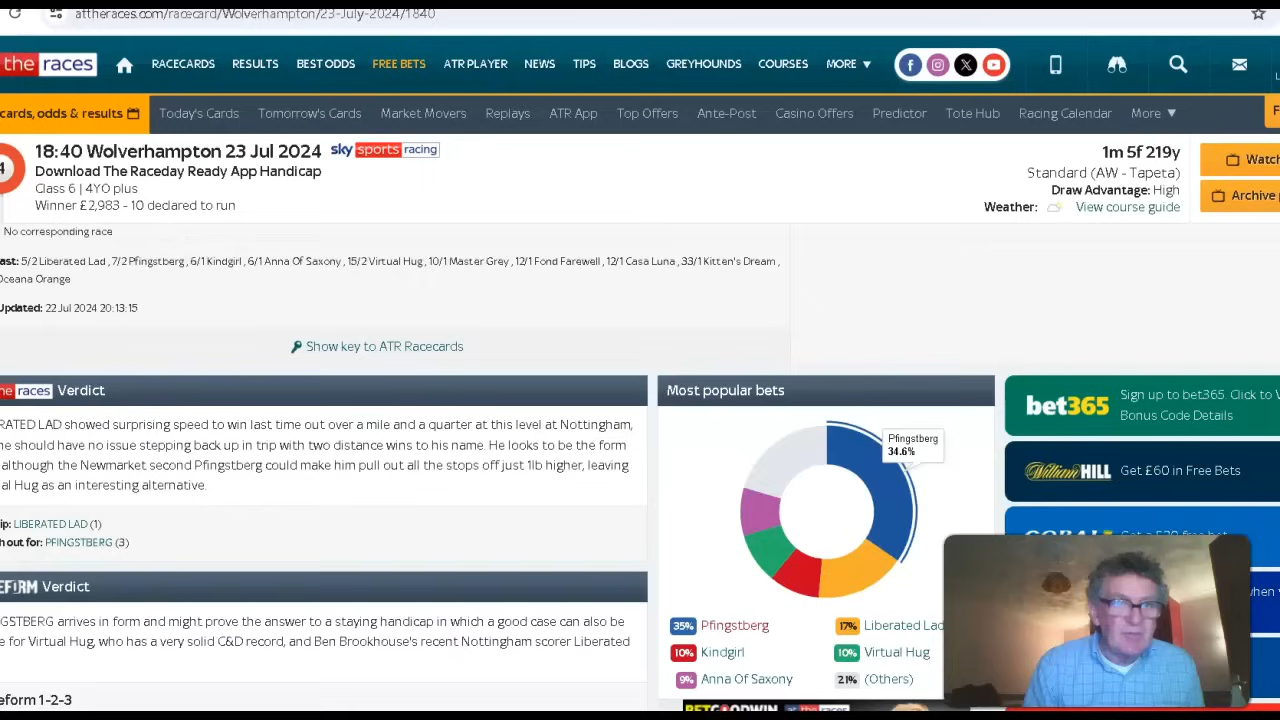 attheraces.com/racecard/Wolverhampton/23-July-2024/1840
the races
RACECARDS RESULTS BEST ODDS FREE BETS ATR PLAYER NEWS TIPS BLOGS GREYHOUNDS COURSES MORE ▼
cards, odds & results Today's Cards Tomorrow's Cards Market Movers Replays ATR App Top Offers Ante-Post Casino Offers Predictor Tote Hub Racing Calendar More ▼
4
18:40 Wolverhampton 23 Jul 2024 sky sports racing
Download The Raceday Ready App Handicap
Class 6 | 4YO plus
Winner £2,983 - 10 declared to run
1m 5f 219y
Standard (AW - Tapeta)
Draw Advantage: High
Weather: View course guide
Watch
Archive
No corresponding race
ast: 5/2 Liberated Lad , 7/2 Pfingstberg , 6/1 Kindgirl , 6/1 Anna Of Saxony , 15/2 Virtual Hug , 10/1 Master Grey , 12/1 Fond Farewell , 12/1 Casa Luna , 33/1 Kitten's Dream ,
Oceana Orange
Updated: 22 Jul 2024 20:13:15
Show key to ATR Racecards
he races Verdict
RATED LAD showed surprising speed to win last time out over a mile and a quarter at this level at Nottingham,
he should have no issue stepping back up in trip with two distance wins to his name. He looks to be the form
although the Newmarket second Pfingstberg could make him pull out all the stops off just 1lb higher, leaving
al Hug as an interesting alternative.
ip: LIBERATED LAD (1)
h out for: PFINGSTBERG (3)
Verdict
GSTBERG arrives in form and might prove the answer to a staying handicap in which a good case can also be
e for Virtual Hug, who has a very solid C&D record, and Ben Brookhouse's recent Nottingham scorer Liberated
eform 1-2-3
Most popular bets
Pfingstberg
34.6%
35% Pfingstberg
17% Liberated Lad
10% Kindgirl
10% Virtual Hug
9% Anna Of Saxony
21% (Others)
bet365 Sign up to bet365. Click to
Bonus Code Details
William HILL Get £60 in Free Bets
CORAL